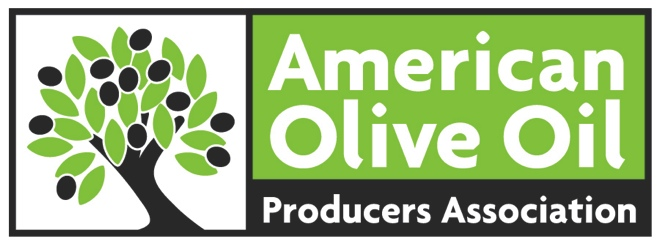 American
Olive Oil
Producers Association